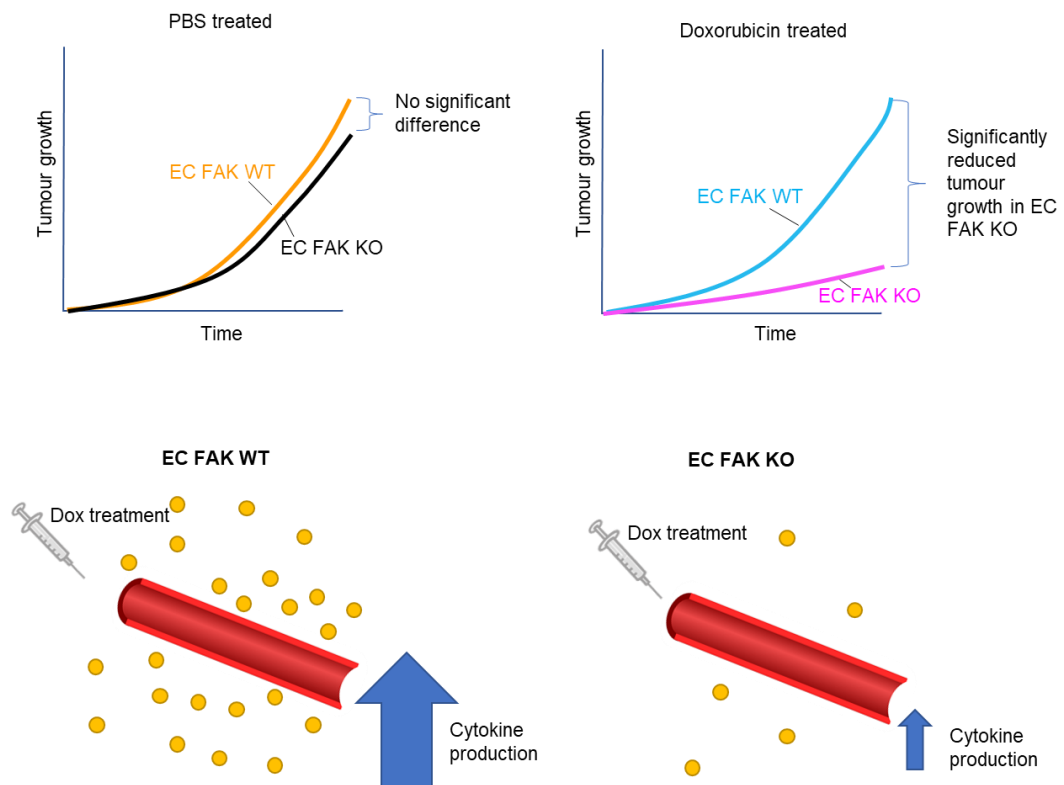 PBS treated
Tumour growth
EC FAK WT
EC FAK KO
No significant
difference
Time
Doxorubicin treated
Tumour growth
EC FAK WT
EC FAK KO
Significantly
reduced
tumour
growth in EC
FAK KO
Time
EC FAK WT
Dox treatment
Cytokine
production
EC FAK KO
Dox treatment
Cytokine
production